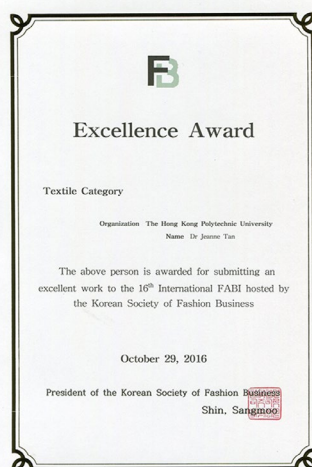 FB
Excellence Award
Textile Category
Organization The Hong Kong Polytechnic University
Name Dr Jeanne Tan
The above person is awarded for submitting an
excellent work to the 16th International FABI hosted by
the Korean Society of Fashion Business
October 29, 2016
President of the Korean Society of Fashion Business
Shin, Sangmoo